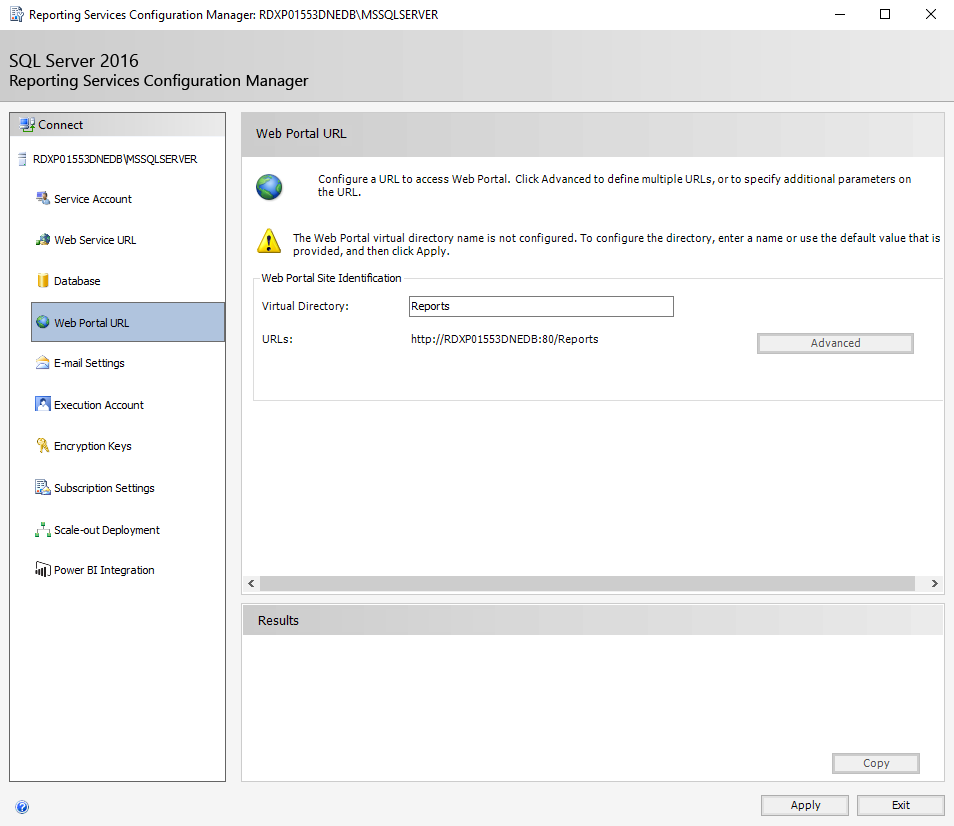 Reporting Services Configuration Manager: RDXP01553DNEDB\MSSQLSERVER
SQL Server 2016
Reporting Services Configuration Manager
Connect
RDXP01553DNEDB\MSSQLSERVER
Service Account
Web Service URL
Database
Web Portal URL
E-mail Settings
Execution Account
Encryption Keys
Subscription Settings
Scale-out Deployment
Power BI Integration
Web Portal URL
Configure a URL to access Web Portal.  Click Advanced to define multiple URLs, or to specify additional parameters on
the URL.
The Web Portal virtual directory name is not configured. To configure the directory, enter a name or use the default value that is
provided, and then click Apply.
Web Portal Site Identification
Virtual Directory: Reports
URLs: http://RDXP01553DNEDB:80/Reports
Advanced
Results
Copy
Apply Exit